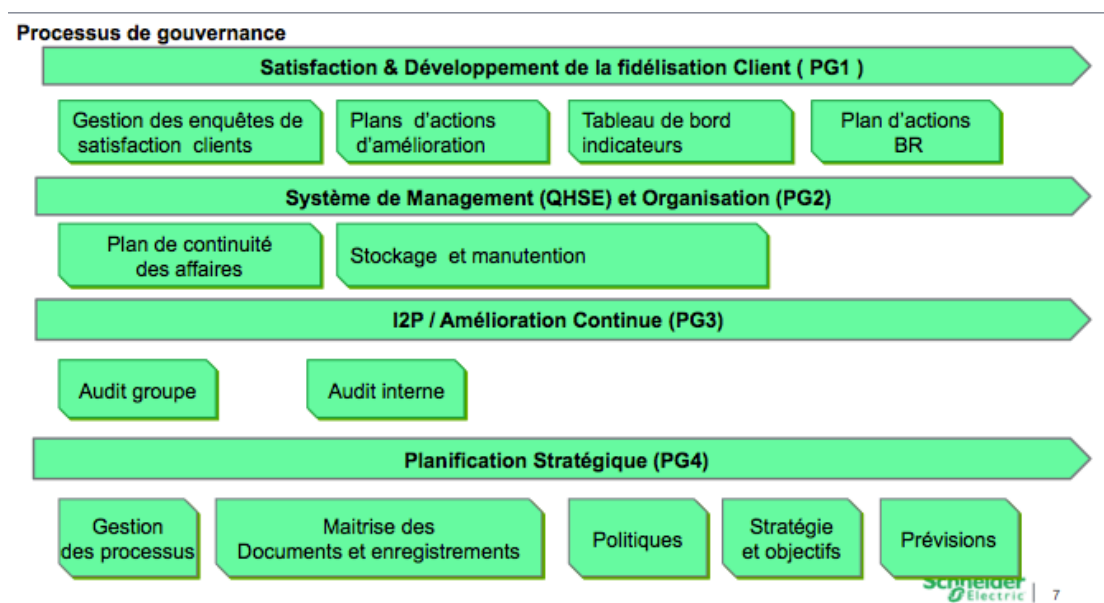 Processus de gouvernance
Satisfaction & Développement de la fidélisation Client ( PG1 )
Gestion des enquêtes de
satisfaction clients
Plans d'actions
d'amélioration
Tableau de bord
indicateurs
Plan d'actions
BR
Système de Management (QHSE) et Organisation (PG2)
Plan de continuité
des affaires
Stockage et manutention
I2P / Amélioration Continue (PG3)
Audit groupe
Audit interne
Planification Stratégique (PG4)
Gestion
des processus
Maitrise des
Documents et enregistrements
Politiques
Stratégie
et objectifs
Prévisions
Schneider
Electric
7